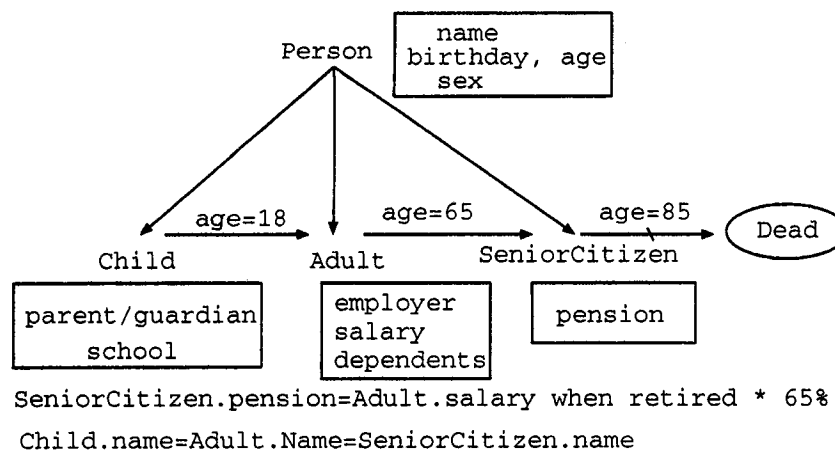 name
Person
birthday, age
sex
age=18
age=65
age=85
Dead
Child
Adult
SeniorCitizen
parent/guardian
school
employer
salary
dependents
pension
SeniorCitizen.pension=Adult.salary when retired * 65%
Child.name=Adult.Name=SeniorCitizen.name